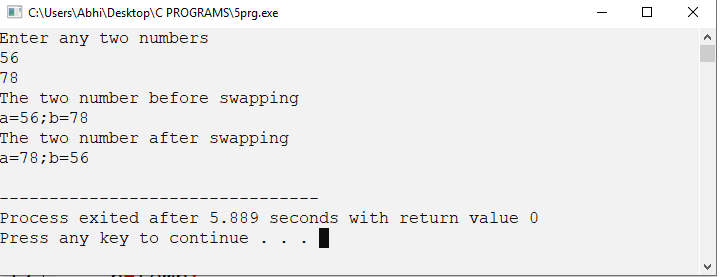 C:\Users\Abhi\Desktop\C PROGRAMS\5prg.exe
Enter any two numbers
56
78
The two number before swapping
a=56;b=78
The two number after swapping
a=78;b=56
--------------------------------
Process exited after 5.889 seconds with return value 0
Press any key to continue . . .